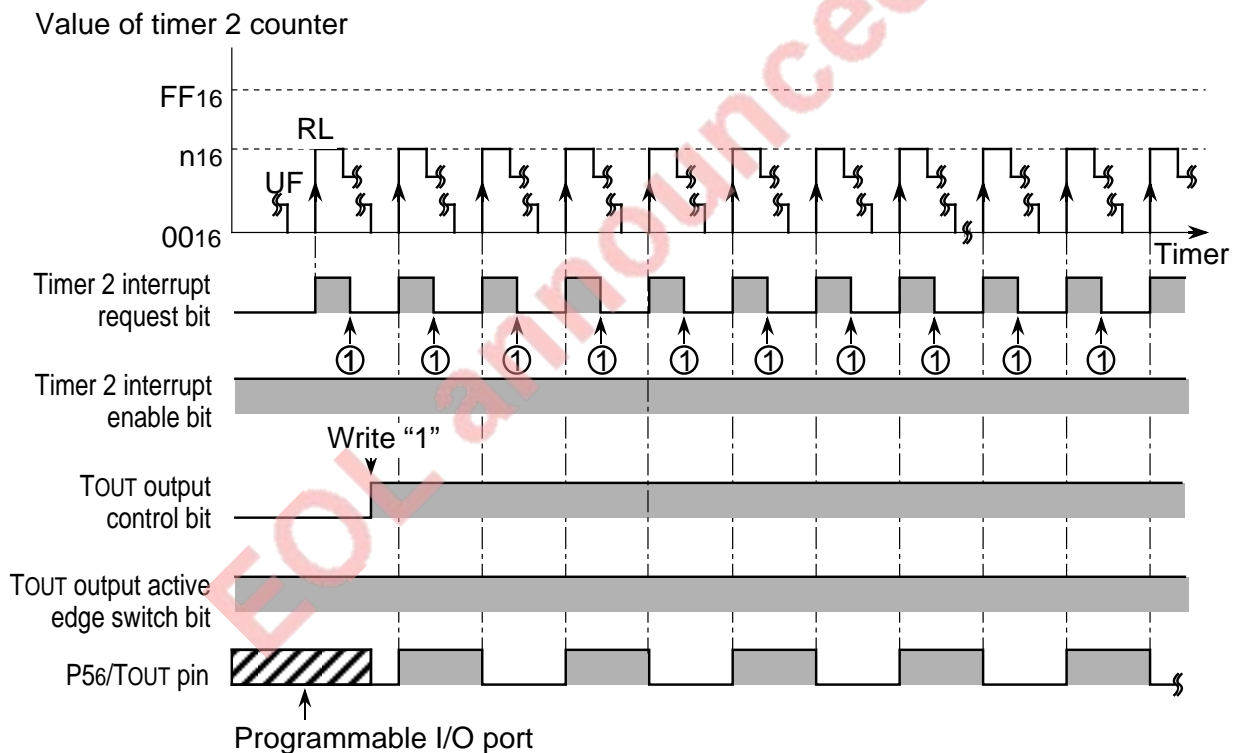 Value of timer 2 counter
FF16
RL
n16
UF
0016
Timer
Timer 2 interrupt
request bit
① ① ① ① ① ① ① ① ① ①
Timer 2 interrupt
enable bit
Write “1”
TOUT output
control bit
TOUT output active
edge switch bit
P56/TOUT pin
Programmable I/O port
EOL announced